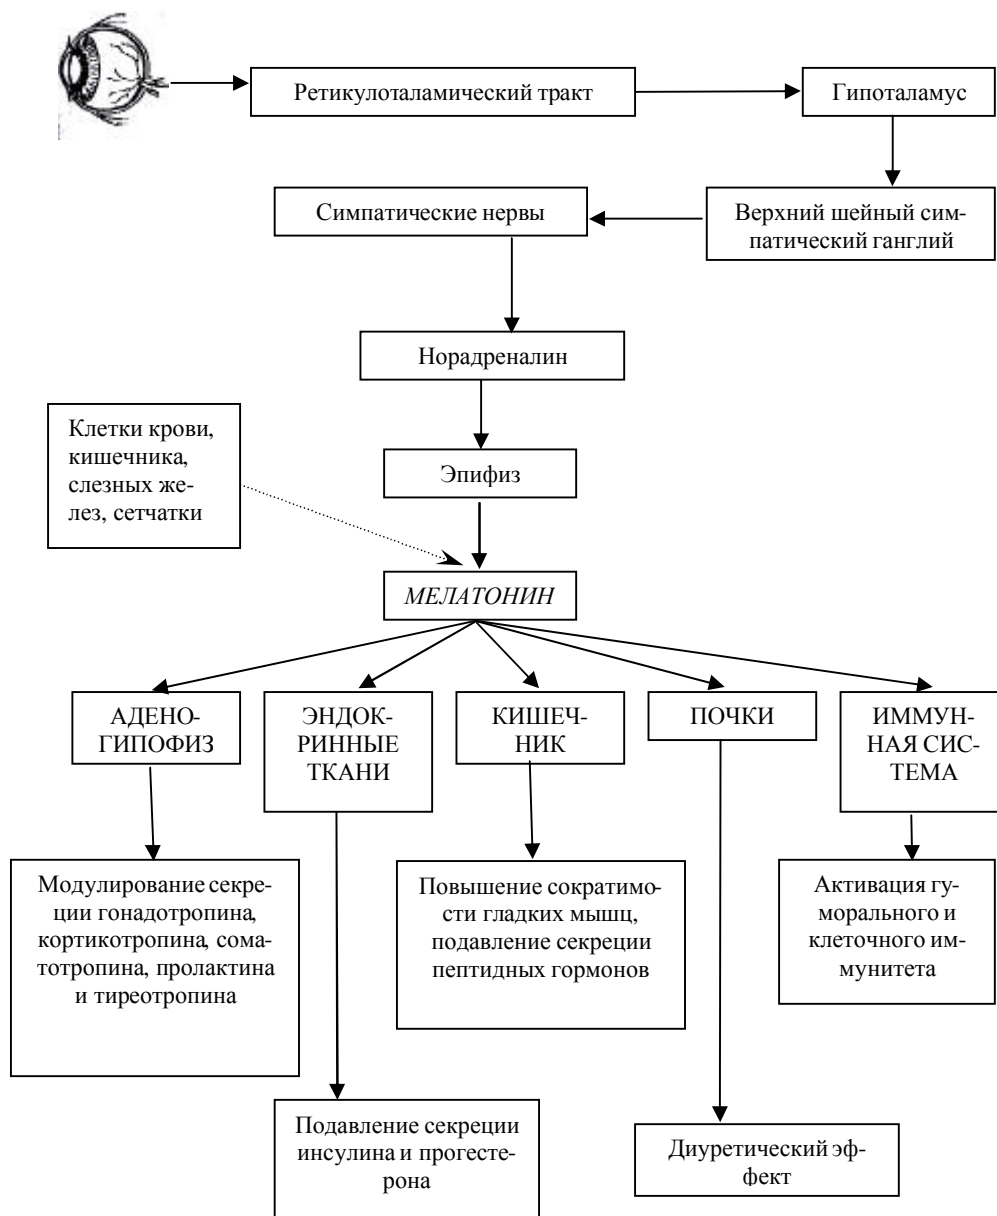 Ретикулоталамический тракт
Гипоталамус
Симпатические нервы
Верхний шейный сим-
патический ганглий
Норадреналин
Клетки крови,
кишечника,
слезных же-
лез, сетчатки
Эпифиз
МЕЛАТОНИН
АДЕНО-
ГИПОФИЗ
ЭНДОК-
РИННЫЕ
ТКАНИ
КИШЕЧ-
НИК
ПОЧКИ
ИММУН-
НАЯ СИС-
ТЕМА
Модулирование секре-
ции гонадотропина,
кортикотропина, сома-
тотропина, пролактина
и тиреотропина
Повышение сократимо-
сти гладких мышц,
подавление секреции
пептидных гормонов
Активация гу-
морального и
клеточного им-
мунитета
Подавление секреции
инсулина и прогесте-
рона
Диуретический эф-
фект